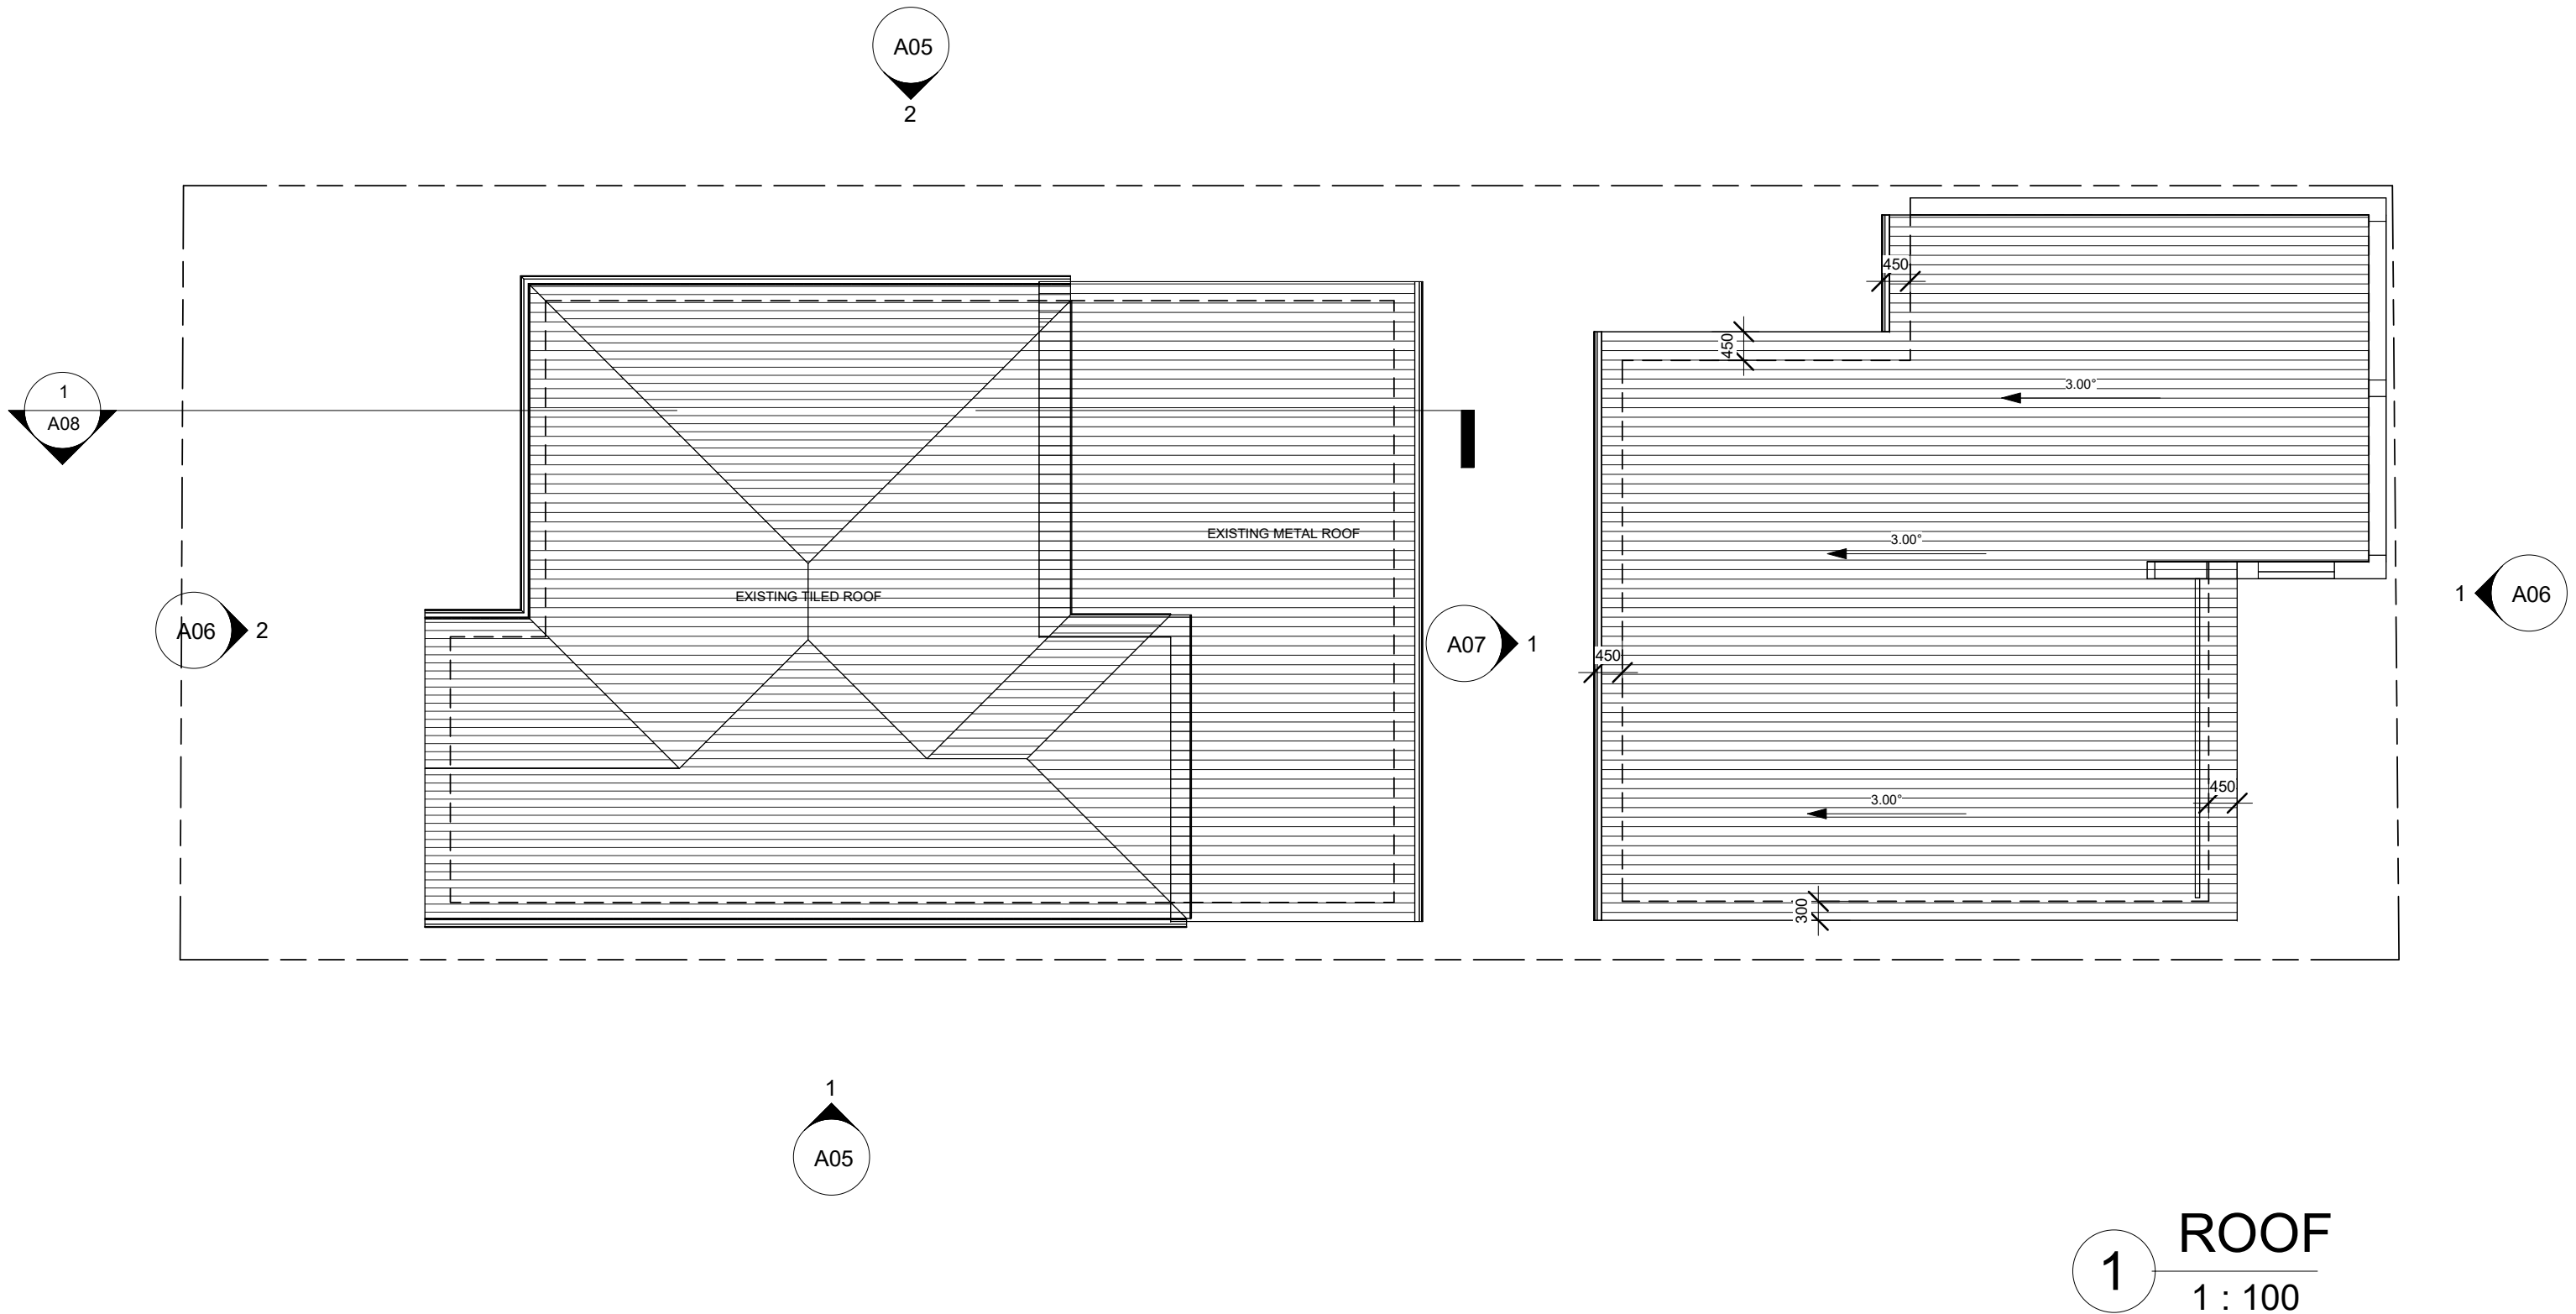 A05
2
450
450
3.00°
1
A08
EXISTING METAL ROOF
3.00°
EXISTING TILED ROOF
1
A06
A06
2
A07
1
450
450
3.00°
300
1
A05
ROOF
1
1 : 100